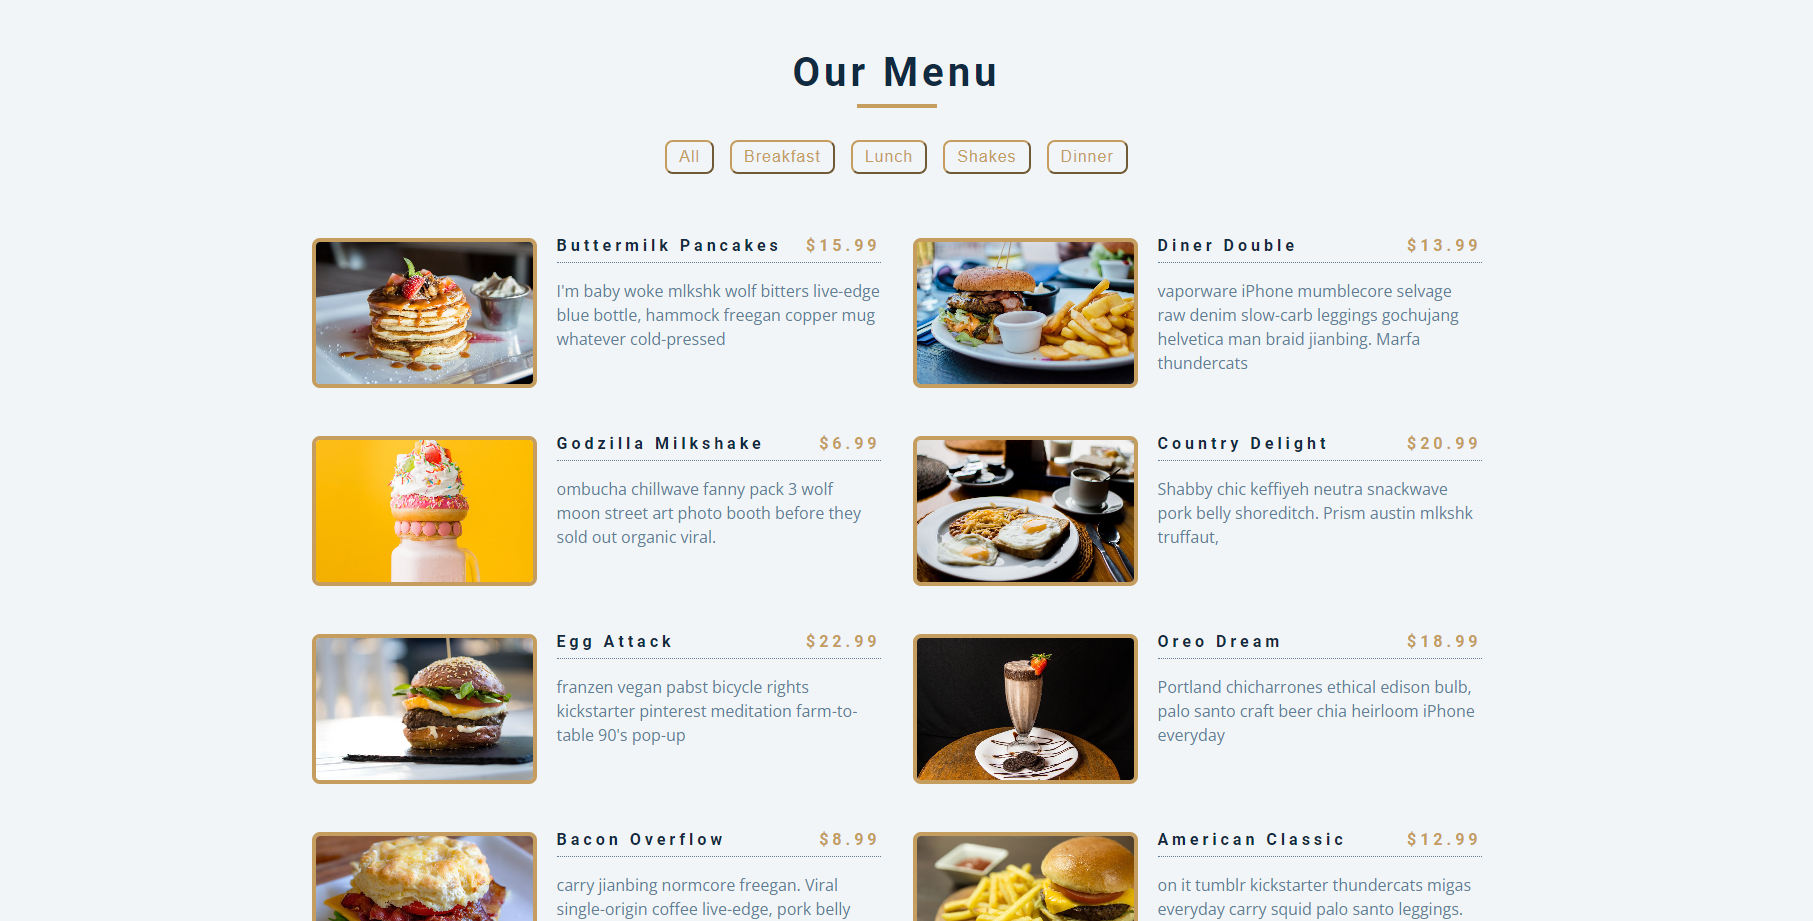 Our Menu
All Breakfast Lunch Shakes Dinner
Buttermilk Pancakes $15.99
I'm baby woke mlkshk wolf bitters live-edge
blue bottle, hammock freegan copper mug
whatever cold-pressed
Diner Double $13.99
vaporware iPhone mumblecore selvage
raw denim slow-carb leggings gochujang
helvetica man braid jianbing. Marfa
thundercats
Godzilla Milkshake $6.99
ombucha chillwave fanny pack 3 wolf
moon street art photo booth before they
sold out organic viral.
Country Delight $20.99
Shabby chic keffiyeh neutra snackwave
pork belly shoreditch. Prism austin mlkshk
truffaut,
Egg Attack $22.99
franzen vegan pabst bicycle rights
kickstarter pinterest meditation farm-to-
table 90's pop-up
Oreo Dream $18.99
Portland chicharrones ethical edison bulb,
palo santo craft beer chia heirloom iPhone
everyday
Bacon Overflow $8.99
carry jianbing normcore freegan. Viral
single-origin coffee live-edge, pork belly
American Classic $12.99
on it tumblr kickstarter thundercats migas
everyday carry squid palo santo leggings.